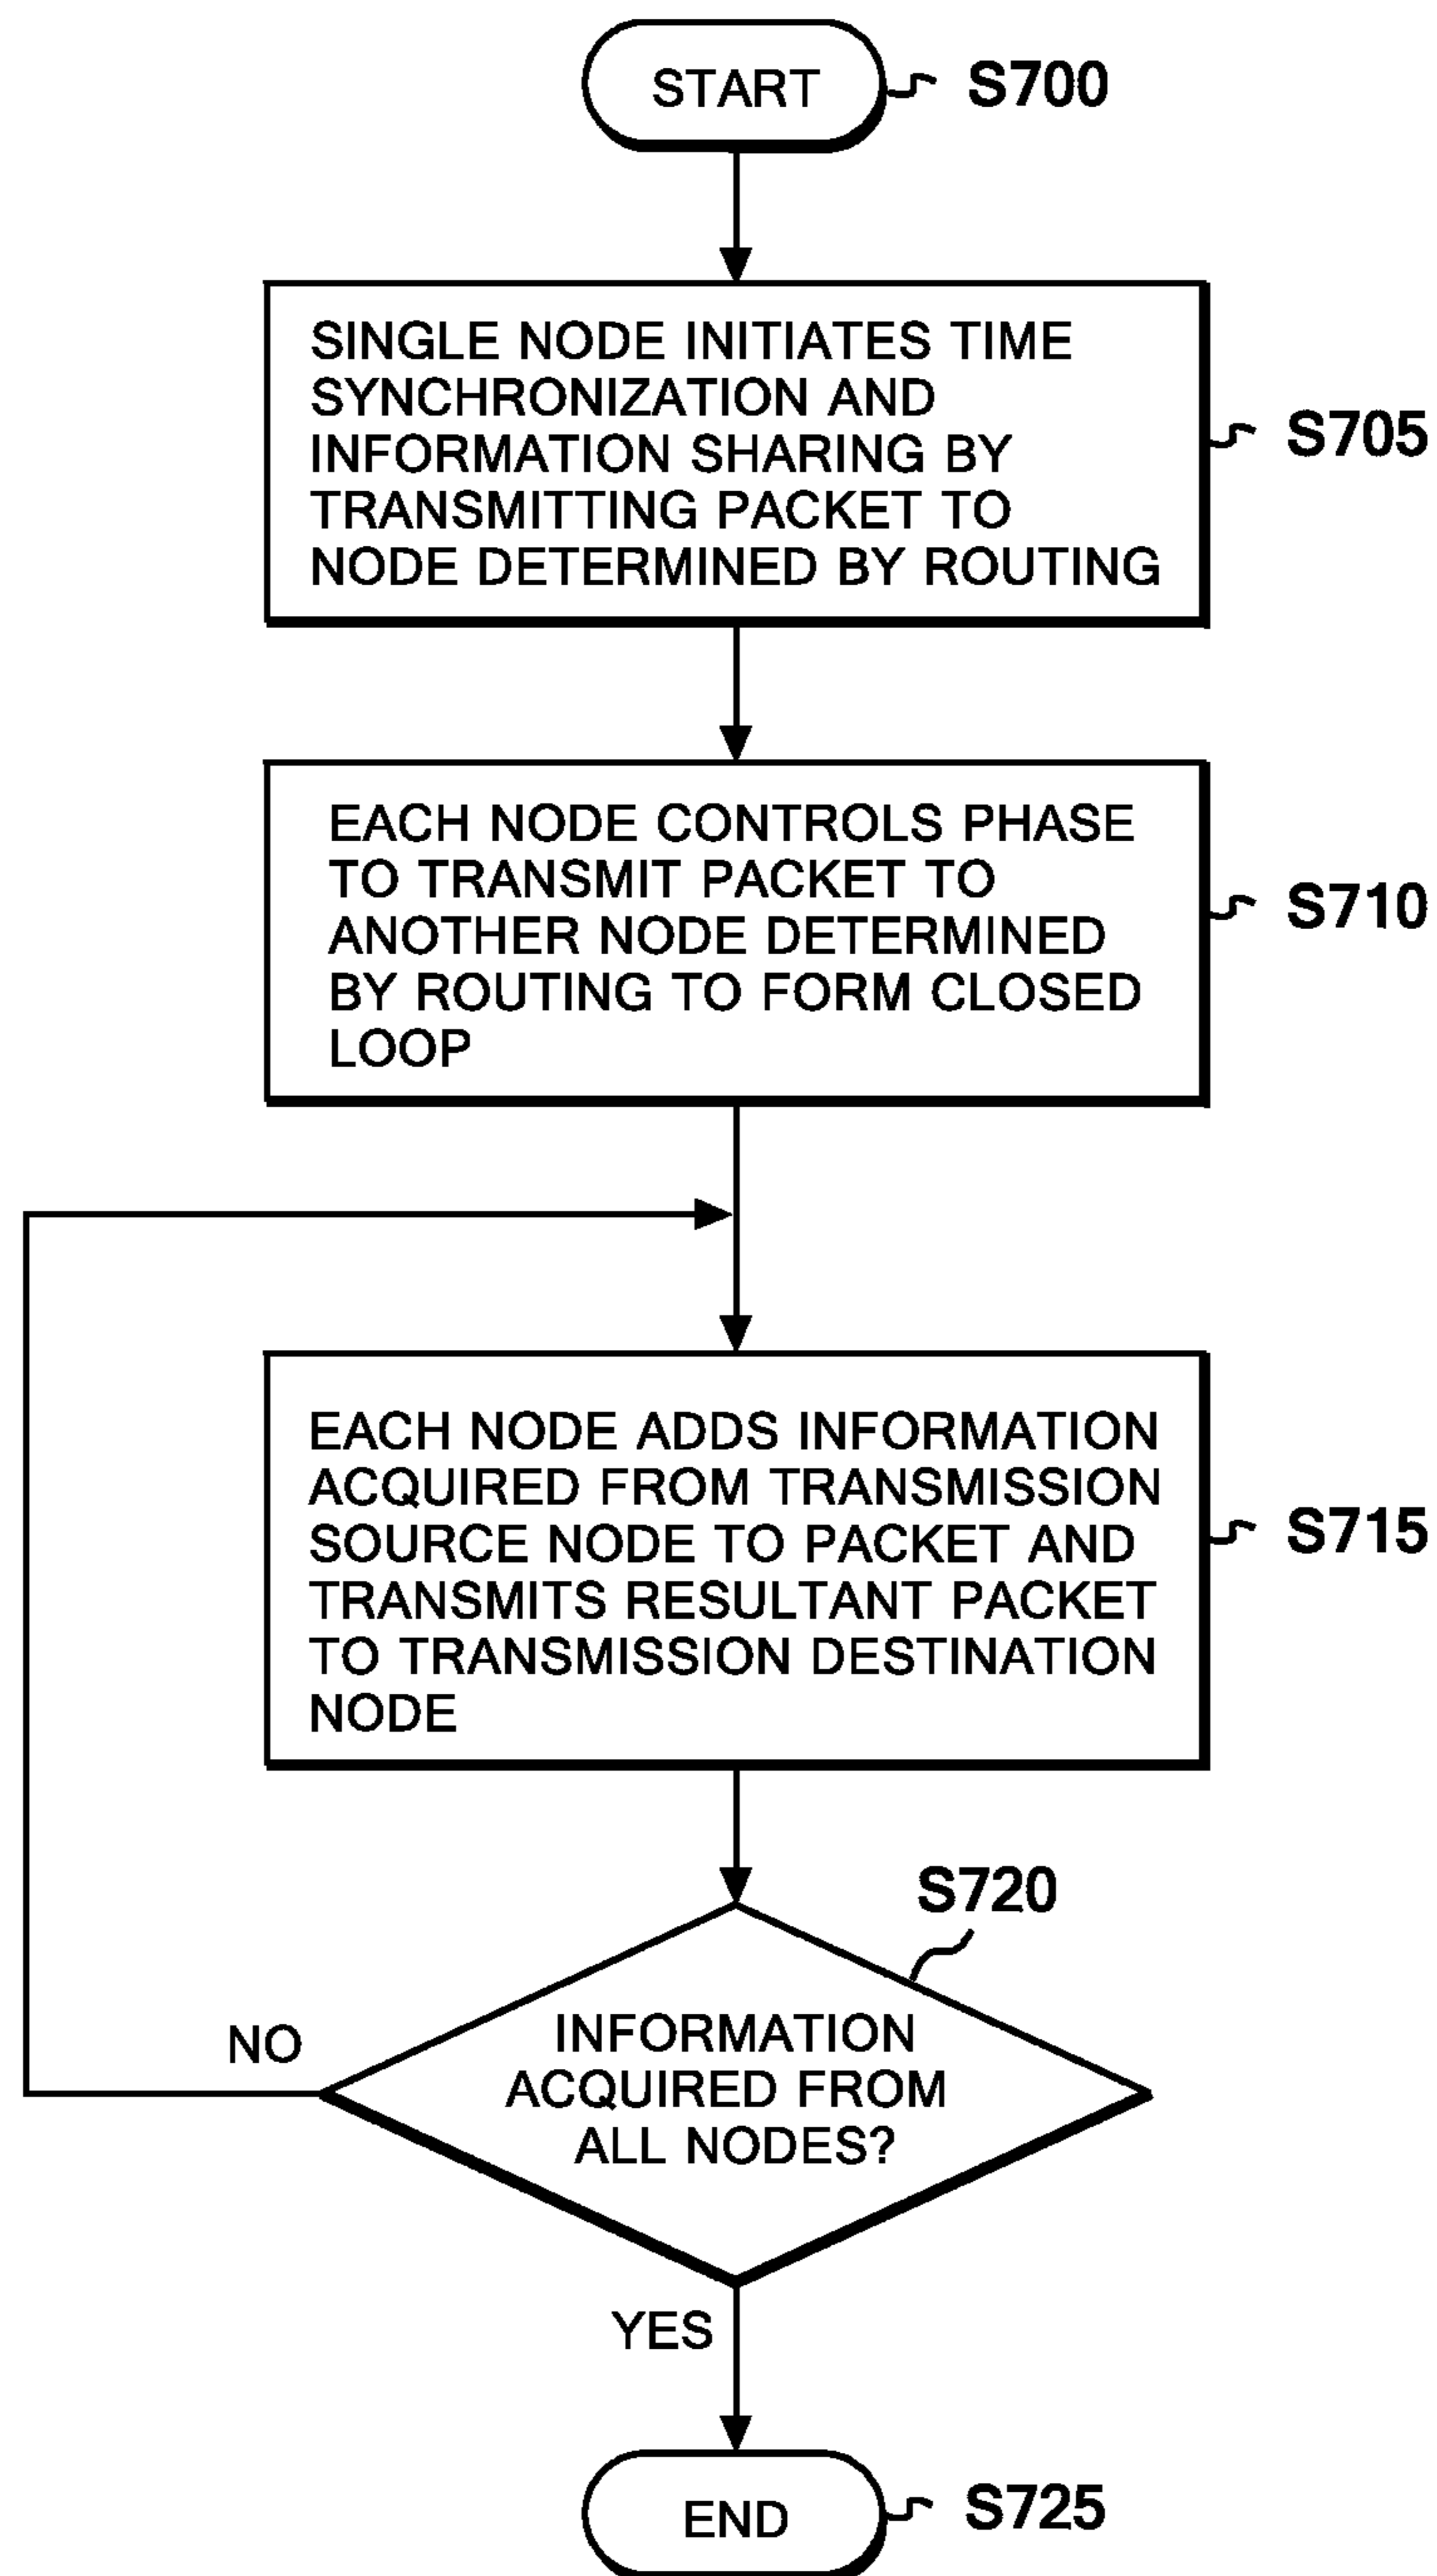 START
S700
SINGLE NODE INITIATES TIME
SYNCHRONIZATION AND
INFORMATION SHARING BY
TRANSMITTING PACKET TO
NODE DETERMINED BY ROUTING
S705
EACH NODE CONTROLS PHASE
TO TRANSMIT PACKET TO
ANOTHER NODE DETERMINED
BY ROUTING TO FORM CLOSED
LOOP
S710
EACH NODE ADDS INFORMATION
ACQUIRED FROM TRANSMISSION
SOURCE NODE TO PACKET AND
TRANSMITS RESULTANT PACKET
TO TRANSMISSION DESTINATION
NODE
S715
S720
INFORMATION
ACQUIRED FROM
ALL NODES?
NO
YES
END
S725